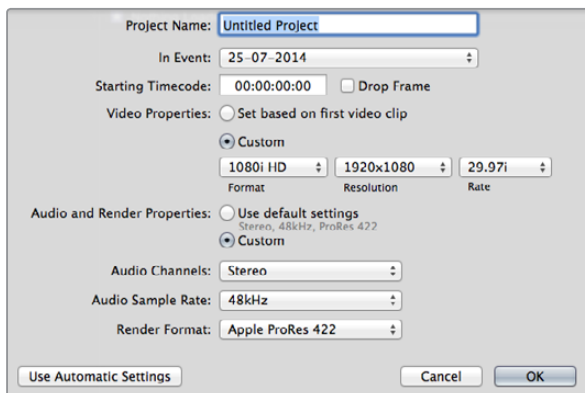 Project Name: Untitled Project
In Event: 25-07-2014
Starting Timecode: 00:00:00:00 Drop Frame
Video Properties: Set based on first video clip
Custom
1080i HD 1920x1080 29.97i
Format Resolution Rate
Audio and Render Properties: Use default settings
Stereo, 48kHz, ProRes 422
Custom
Audio Channels: Stereo
Audio Sample Rate: 48kHz
Render Format: Apple ProRes 422
Use Automatic Settings Cancel OK